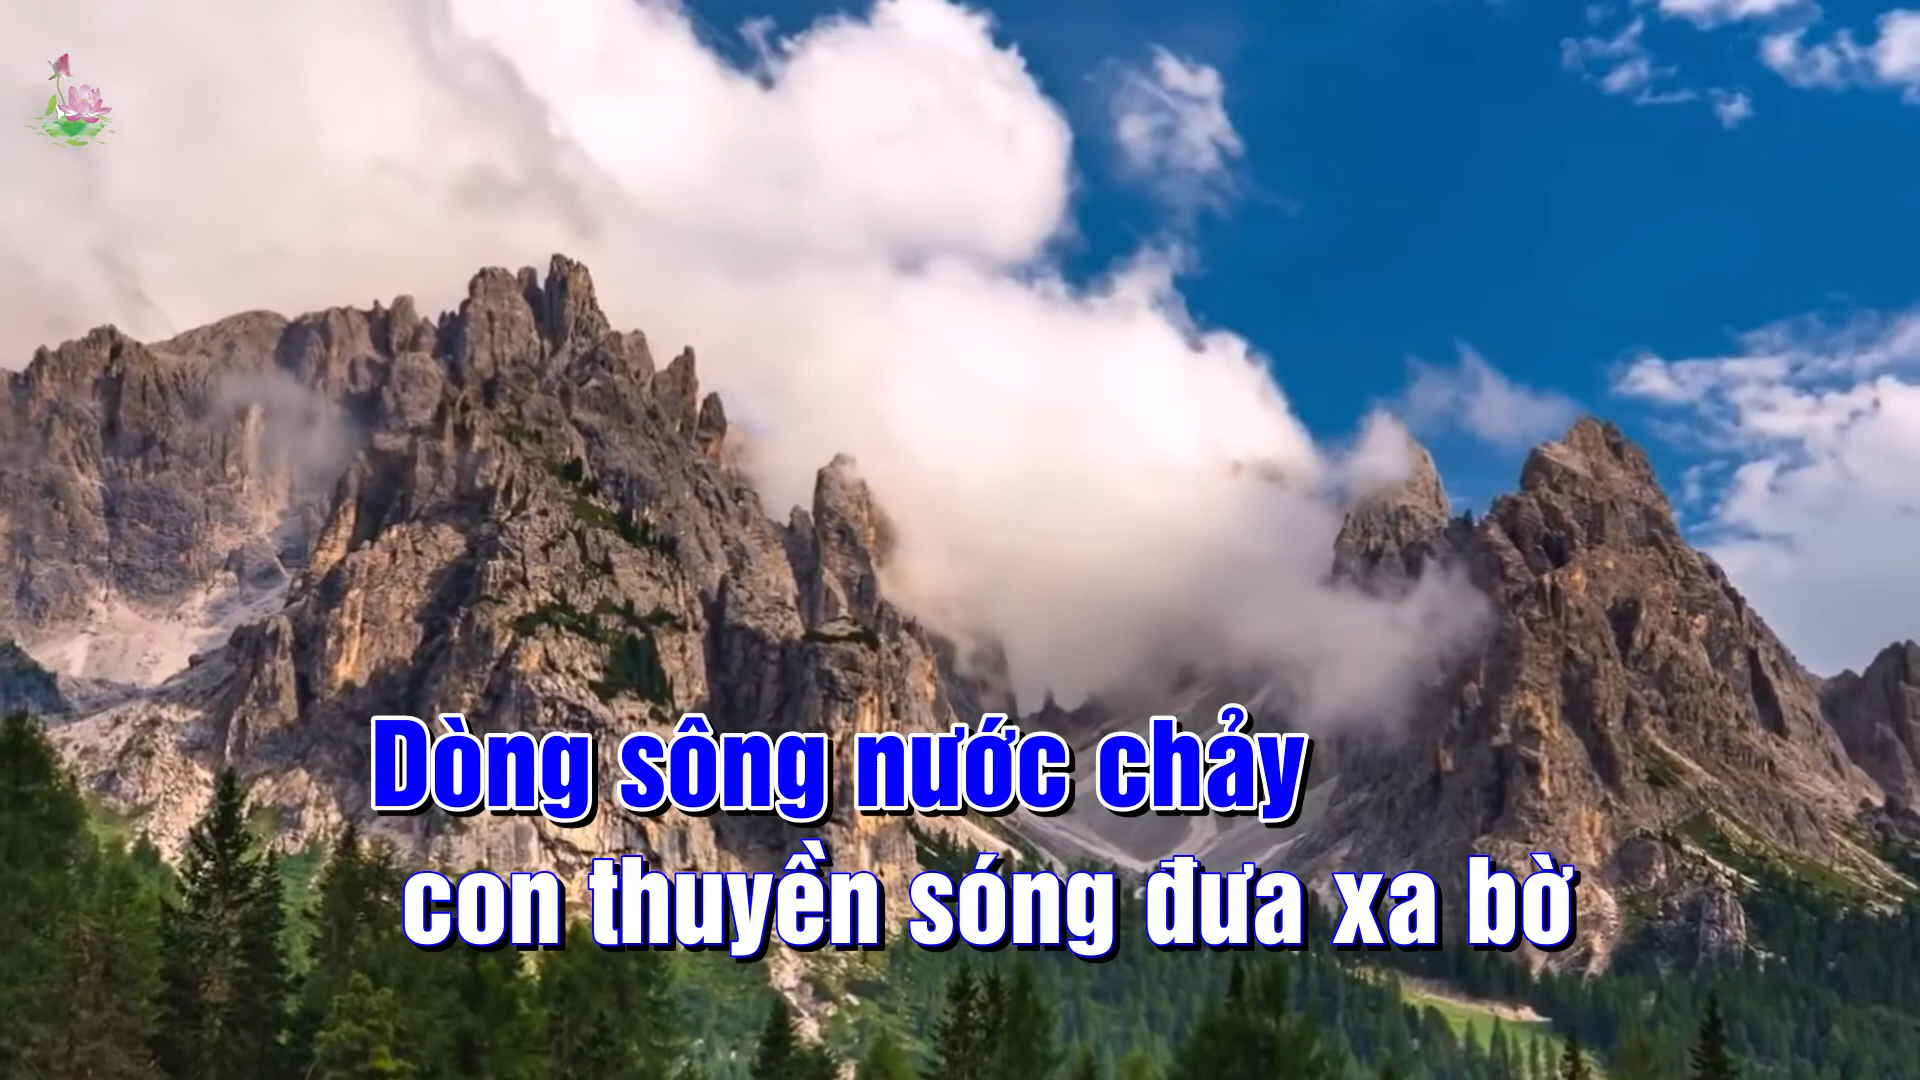 Dòng sông nước chảy
con thuyền sóng đưa xa bờ